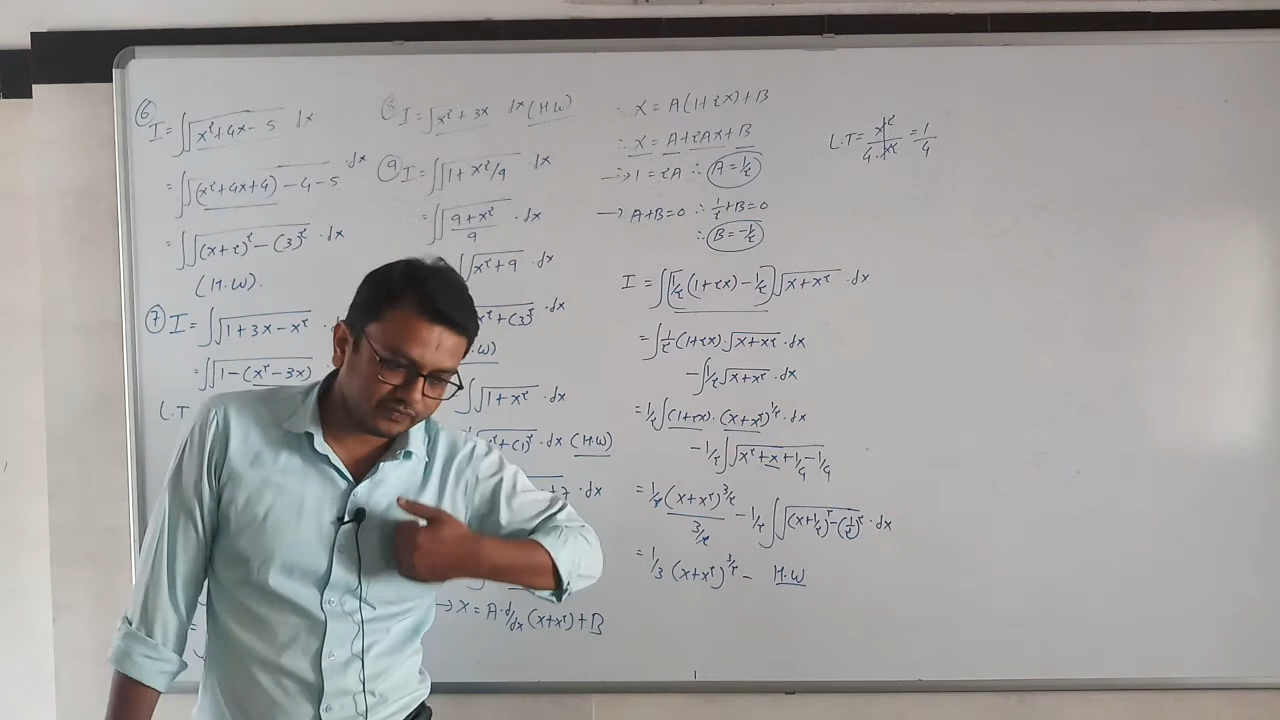 ⑥ I = ∫√(x²+4x-5) dx
= ∫√((x²+4x+4) -4 -5) · dx
= ∫√((x+2)² - (3)²) · dx
(H.W).
⑦ I = ∫√(1+3x-x²)
= ∫√(1-(x²-3x))
L.T
⑧ I = ∫√(x²+3x) dx (H.W)
⑨ I = ∫√(1+x²/9) dx
= ∫√((9+x²)/9) · dx
∫√(x²+9) · dx
x²+(3)² · dx
.W)
∫√(1+x²) · dx
x²+(1)² · dx (H.W)
+7 · dx
→ x = A · d/dx (x+x²) + B
∴ x = A(1+2x)+B
∴ x = A+2Ax+B
→ 1 = 2A ∴ A=1/2
→ A+B=0 ∴ 1/2+B=0
∴ B=-1/2
I = ∫[1/2(1+2x)-1/2]√(x+x²) · dx
= ∫1/2(1+2x)·√(x+x²) · dx
- ∫1/2√(x+x²) · dx
= 1/2∫(1+2x)·(x+x²)^1/2 · dx
- 1/2∫√(x²+x+1/4-1/4)
= 1/2 (x+x²)^3/2 / 3/2 - 1/2∫√((x+1/2)²-(1/2)²) · dx
= 1/3 (x+x²)^3/2 - H.W
L.T = x²/4·x² = 1/4